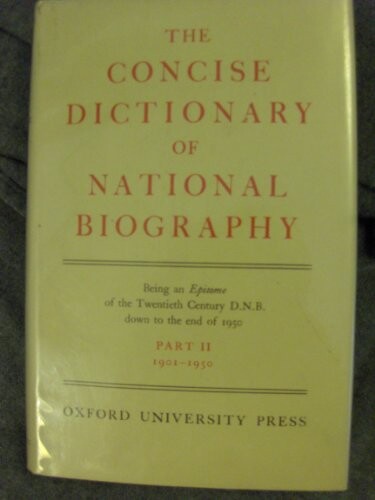 THE
CONCISE
DICTIONARY
OF
NATIONAL
BIOGRAPHY
Being an Epitome
of the Twentieth Century D.N.B.
down to the end of 1950
PART II
1901–1950
OXFORD UNIVERSITY PRESS